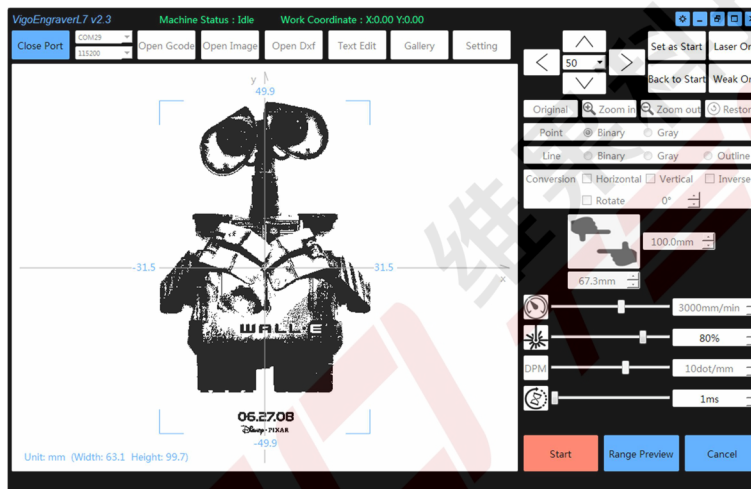 VigoEngraverL7 v2.3 Machine Status : Idle Work Coordinate : X:0.00 Y:0.00
Close Port COM29 115200 Open Gcode Open Image Open Dxf Text Edit Gallery Setting
50
Set as Start Laser On
Back to Start Weak On
Original Zoom in Zoom out Restor
Point Binary Gray
Line Binary Gray Outline
Conversion Horizontal Vertical Inverse
Rotate 0°
100.0mm
67.3mm
3000mm/min
80%
DPM 10dot/mm
1ms
Start Range Preview Cancel
y
49.9
-31.5 31.5
x
WALL·E
06.27.08
Disney·PIXAR
-49.9
Unit: mm (Width: 63.1 Height: 99.7)